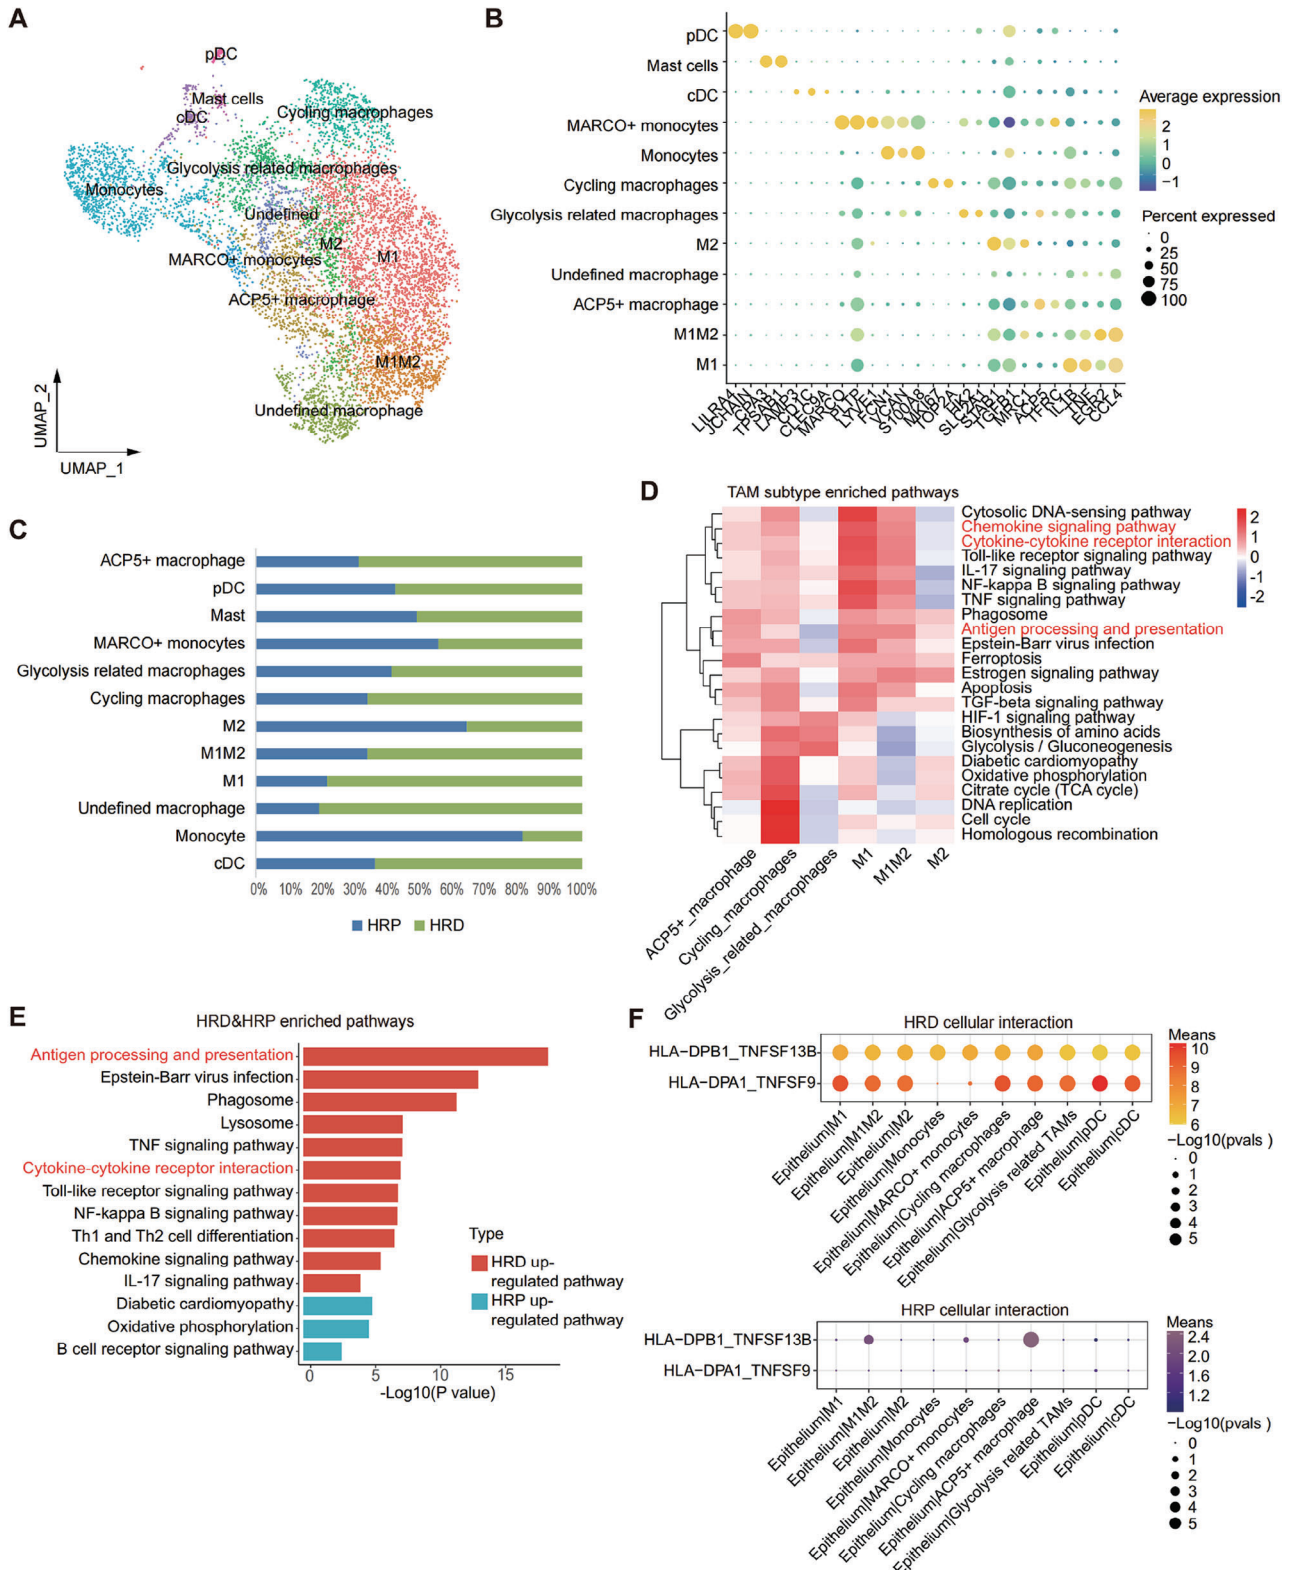 A
pDC
Mast cells
cDC
Cycling macrophages
Glycolysis related macrophages
Monocytes
Undefined
M2
M1
MARCO+ monocytes
ACP5+ macrophage
M1M2
Undefined macrophage
UMAP_2
UMAP_1
B
pDC
Mast cells
cDC
MARCO+ monocytes
Monocytes
Cycling macrophages
Glycolysis related macrophages
M2
Undefined macrophage
ACP5+ macrophage
M1M2
M1
LILRA4
JCHAIN
CPA3
TPSAB1
LAMP3
CD1C
CLEC9A
MARCO
PLTP
LYVE1
FCN1
VCAN
S100A8
MKI67
TOP2A
HK2
SLC2A1
STAB1
TGFB1
MRC1
ACP5
TFRC
IL1B
TNF
EGR2
CCL4
Average expression
2
1
0
−1
Percent expressed
0
25
50
75
100
C
ACP5+ macrophage
pDC
Mast
MARCO+ monocytes
Glycolysis related macrophages
Cycling macrophages
M2
M1M2
M1
Undefined macrophage
Monocyte
cDC
0% 10% 20% 30% 40% 50% 60% 70% 80% 90% 100%
HRP HRD
D
TAM subtype enriched pathways
Cytosolic DNA-sensing pathway
Chemokine signaling pathway
Cytokine-cytokine receptor interaction
Toll-like receptor signaling pathway
IL-17 signaling pathway
NF-kappa B signaling pathway
TNF signaling pathway
Phagosome
Antigen processing and presentation
Epstein-Barr virus infection
Ferroptosis
Estrogen signaling pathway
Apoptosis
TGF-beta signaling pathway
HIF-1 signaling pathway
Biosynthesis of amino acids
Glycolysis / Gluconeogenesis
Diabetic cardiomyopathy
Oxidative phosphorylation
Citrate cycle (TCA cycle)
DNA replication
Cell cycle
Homologous recombination
2
1
0
-1
-2
ACP5+_macrophage
Cycling_macrophages
Glycolysis_related_macrophages
M1
M1M2
M2
E
HRD&HRP enriched pathways
Antigen processing and presentation
Epstein-Barr virus infection
Phagosome
Lysosome
TNF signaling pathway
Cytokine-cytokine receptor interaction
Toll-like receptor signaling pathway
NF-kappa B signaling pathway
Th1 and Th2 cell differentiation
Chemokine signaling pathway
IL-17 signaling pathway
Diabetic cardiomyopathy
Oxidative phosphorylation
B cell receptor signaling pathway
0 5 10 15
-Log10(P value)
Type
HRD up-
regulated pathway
HRP up-
regulated pathway
F
HRD cellular interaction
HLA−DPB1_TNFSF13B
HLA−DPA1_TNFSF9
Epithelium|M1
Epithelium|M1M2
Epithelium|M2
Epithelium|Monocytes
Epithelium|MARCO+ monocytes
Epithelium|Cycling macrophages
Epithelium|ACP5+ macrophage
Epithelium|Glycolysis related TAMs
Epithelium|pDC
Epithelium|cDC
Means
10
9
8
7
6
−Log10(pvals )
0
1
2
3
4
5
HRP cellular interaction
HLA−DPB1_TNFSF13B
HLA−DPA1_TNFSF9
Epithelium|M1
Epithelium|M1M2
Epithelium|M2
Epithelium|Monocytes
Epithelium|MARCO+ monocytes
Epithelium|Cycling macrophages
Epithelium|ACP5+ macrophage
Epithelium|Glycolysis related TAMs
Epithelium|pDC
Epithelium|cDC
Means
2.4
2.0
1.6
1.2
−Log10(pvals )
0
1
2
3
4
5